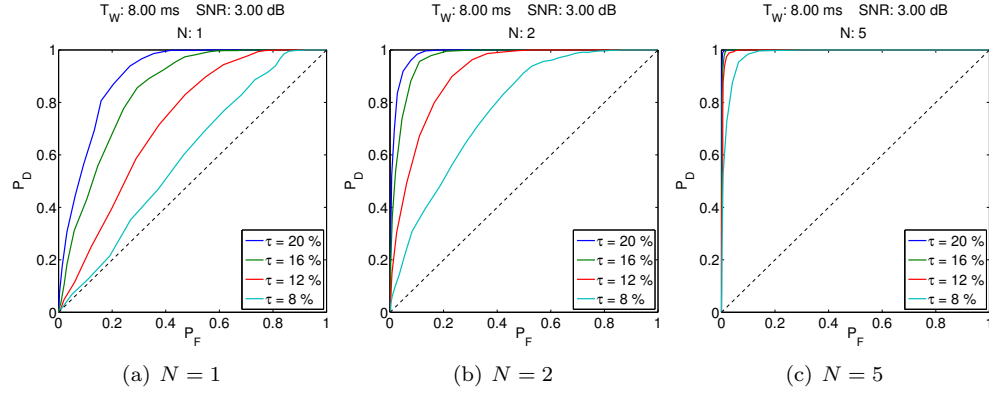 T_W: 8.00 ms SNR: 3.00 dB
N: 1
1
0.8
0.6
0.4
0.2
0
P_D
0 0.2 0.4 0.6 0.8 1
P_F
τ = 20 %
τ = 16 %
τ = 12 %
τ = 8 %
(a) N = 1
T_W: 8.00 ms SNR: 3.00 dB
N: 2
1
0.8
0.6
0.4
0.2
0
P_D
0 0.2 0.4 0.6 0.8 1
P_F
τ = 20 %
τ = 16 %
τ = 12 %
τ = 8 %
(b) N = 2
T_W: 8.00 ms SNR: 3.00 dB
N: 5
1
0.8
0.6
0.4
0.2
0
P_D
0 0.2 0.4 0.6 0.8 1
P_F
τ = 20 %
τ = 16 %
τ = 12 %
τ = 8 %
(c) N = 5